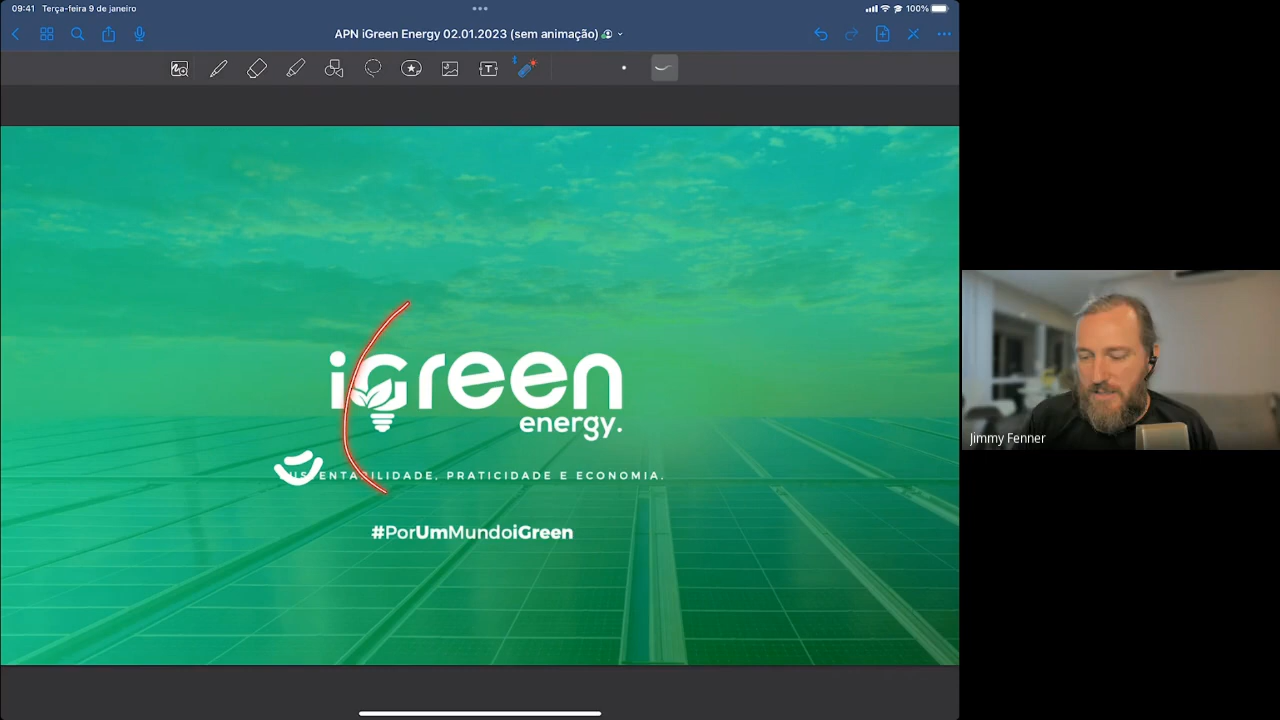 09:41 Terça-feira 9 de janeiro
100%
APN iGreen Energy 02.01.2023 (sem animação)
T
iGreen
energy.
SUSTENTABILIDADE, PRATICIDADE E ECONOMIA.
#PorUmMundoiGreen
Jimmy Fenner